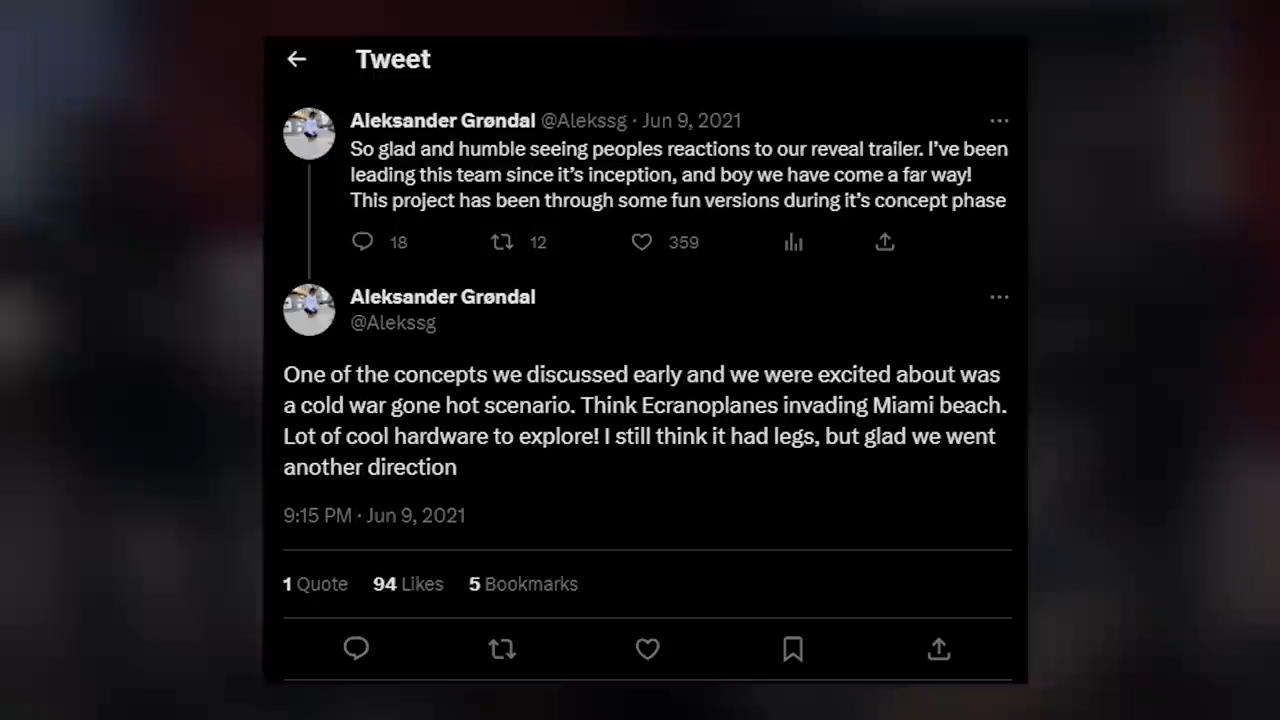 Tweet
Aleksander Grøndal @Alekssg · Jun 9, 2021
So glad and humble seeing peoples reactions to our reveal trailer. I’ve been
leading this team since it’s inception, and boy we have come a far way!
This project has been through some fun versions during it’s concept phase
18 12 359
Aleksander Grøndal
@Alekssg
One of the concepts we discussed early and we were excited about was
a cold war gone hot scenario. Think Ecranoplanes invading Miami beach.
Lot of cool hardware to explore! I still think it had legs, but glad we went
another direction
9:15 PM · Jun 9, 2021
1 Quote 94 Likes 5 Bookmarks